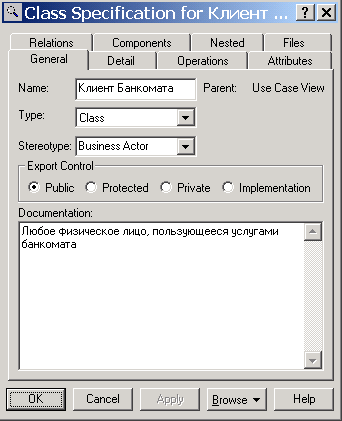 Class Specification for Клиент ...
Relations Components Nested Files
General Detail Operations Attributes
Name: Клиент Банкомата Parent: Use Case View
Type: Class
Stereotype: Business Actor
Export Control
Public Protected Private Implementation
Documentation:
Любое физическое лицо, пользующееся услугами
банкомата
OK Cancel Apply Browse Help